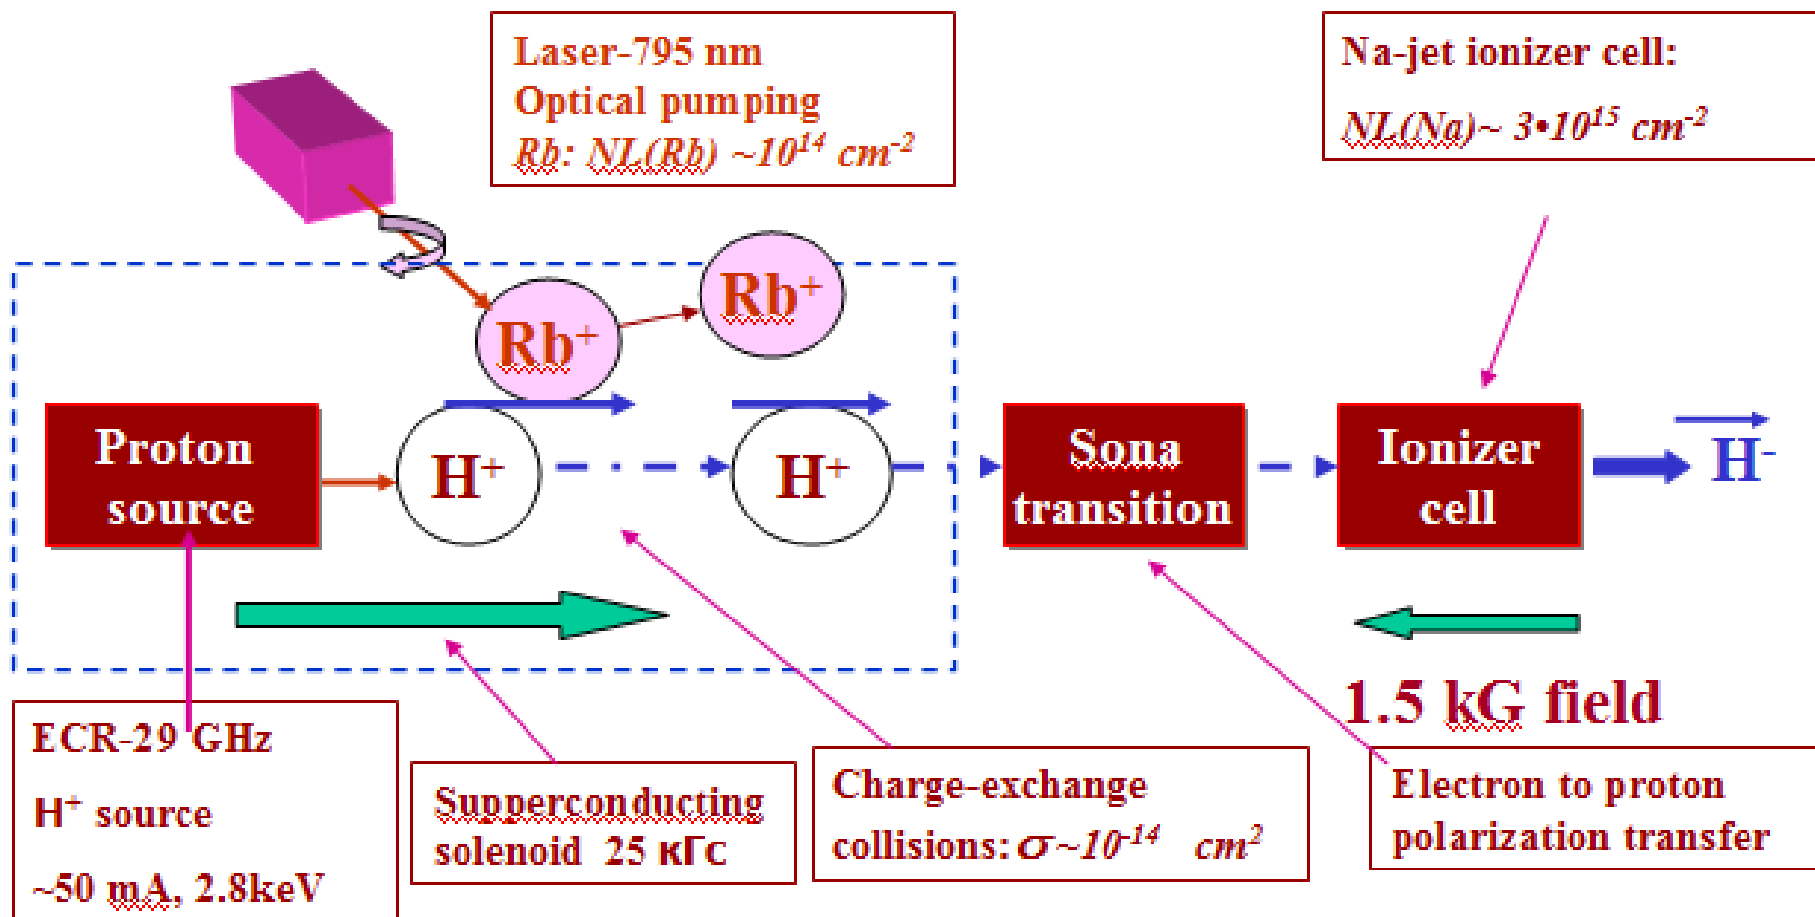 Laser-795 nm
Optical pumping
Rb: NL(Rb) ~10¹⁴ cm⁻²
Na-jet ionizer cell:
NL(Na)~ 3•10¹⁵ cm⁻²
Rb⁺
Rb⁺
Proton
source
H⁺
H⁺
Sona
transition
Ionizer
cell
H⁻
1.5 kG field
ECR-29 GHz
H⁺ source
~50 mA, 2.8keV
Supperconducting
solenoid 25 кГс
Charge-exchange
collisions: σ ~10⁻¹⁴ cm²
Electron to proton
polarization transfer